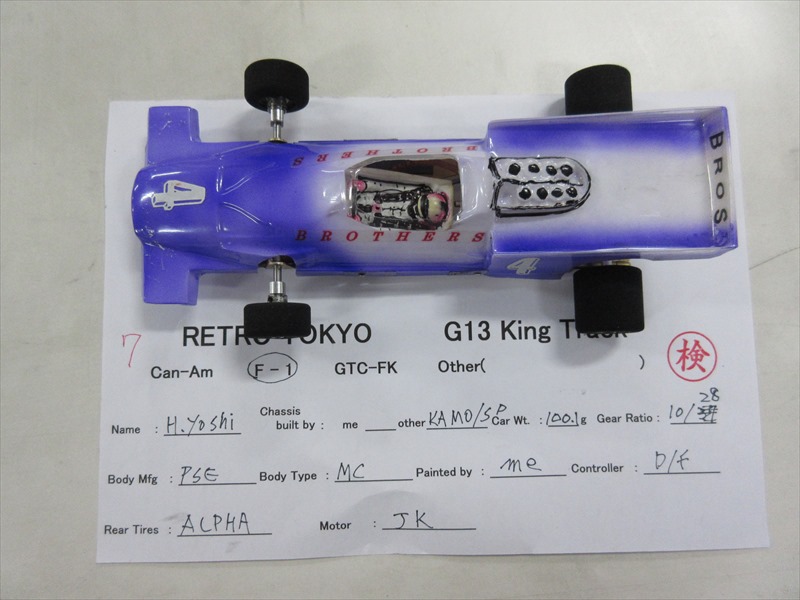 4
BROTHERS
BROTHERS
BROS
4
7
RETRO TOKYO G13 King Track
検
Can-Am F-1 GTC-FK Other( )
Name : H.Yoshi Chassis built by : me other KAMO/SP Car Wt. : 100.1g Gear Ratio : 10/28
Body Mfg : PSE Body Type : MC Painted by : me Controller : D/F
Rear Tires : ALPHA Motor : JK